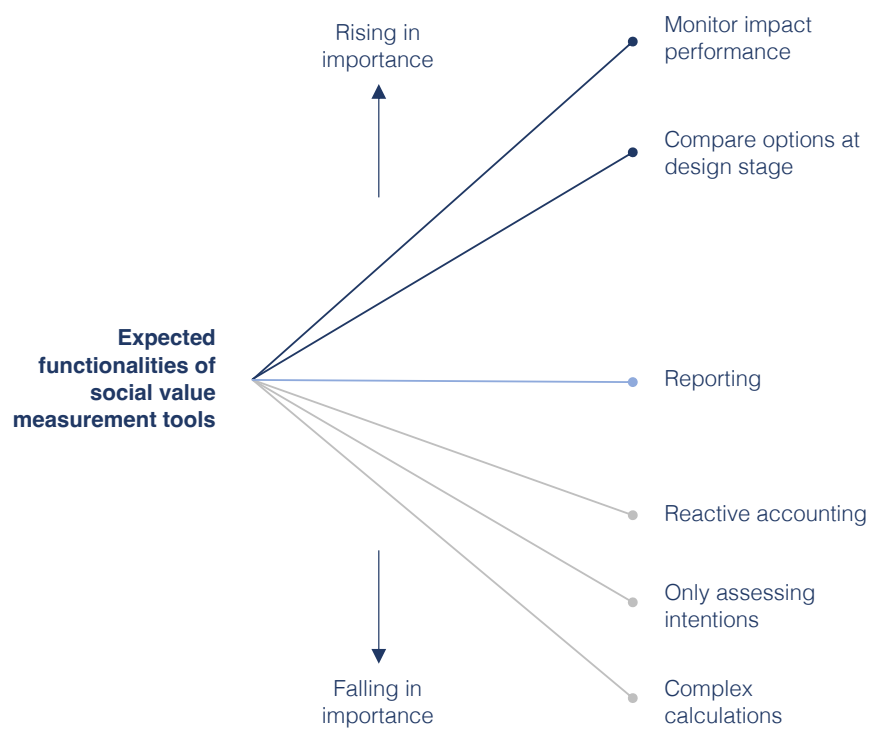 Rising in
importance
Monitor impact
performance
Compare options at
design stage
Expected
functionalities of
social value
measurement tools
Reporting
Reactive accounting
Only assessing
intentions
Falling in
importance
Complex
calculations